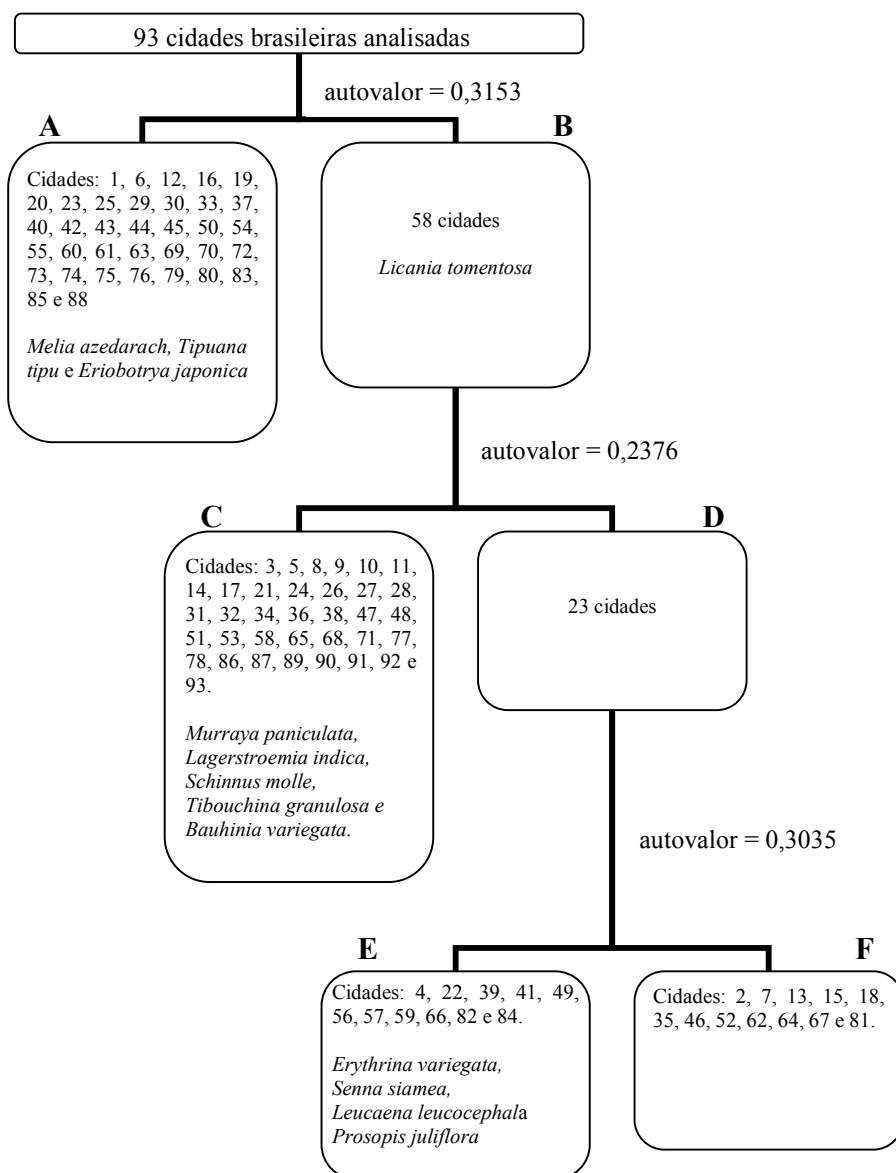 93 cidades brasileiras analisadas
autovalor = 0,3153
A
B
Cidades: 1, 6, 12, 16, 19,
20, 23, 25, 29, 30, 33, 37,
40, 42, 43, 44, 45, 50, 54,
55, 60, 61, 63, 69, 70, 72,
73, 74, 75, 76, 79, 80, 83,
85 e 88
Melia azedarach, Tipuana
tipu e Eriobotrya japonica
58 cidades
Licania tomentosa
autovalor = 0,2376
C
D
Cidades: 3, 5, 8, 9, 10, 11,
14, 17, 21, 24, 26, 27, 28,
31, 32, 34, 36, 38, 47, 48,
51, 53, 58, 65, 68, 71, 77,
78, 86, 87, 89, 90, 91, 92 e
93.
Murraya paniculata,
Lagerstroemia indica,
Schinnus molle,
Tibouchina granulosa e
Bauhinia variegata.
23 cidades
autovalor = 0,3035
E
F
Cidades: 4, 22, 39, 41, 49,
56, 57, 59, 66, 82 e 84.
Erythrina variegata,
Senna siamea,
Leucaena leucocephala
Prosopis juliflora
Cidades: 2, 7, 13, 15, 18,
35, 46, 52, 62, 64, 67 e 81.